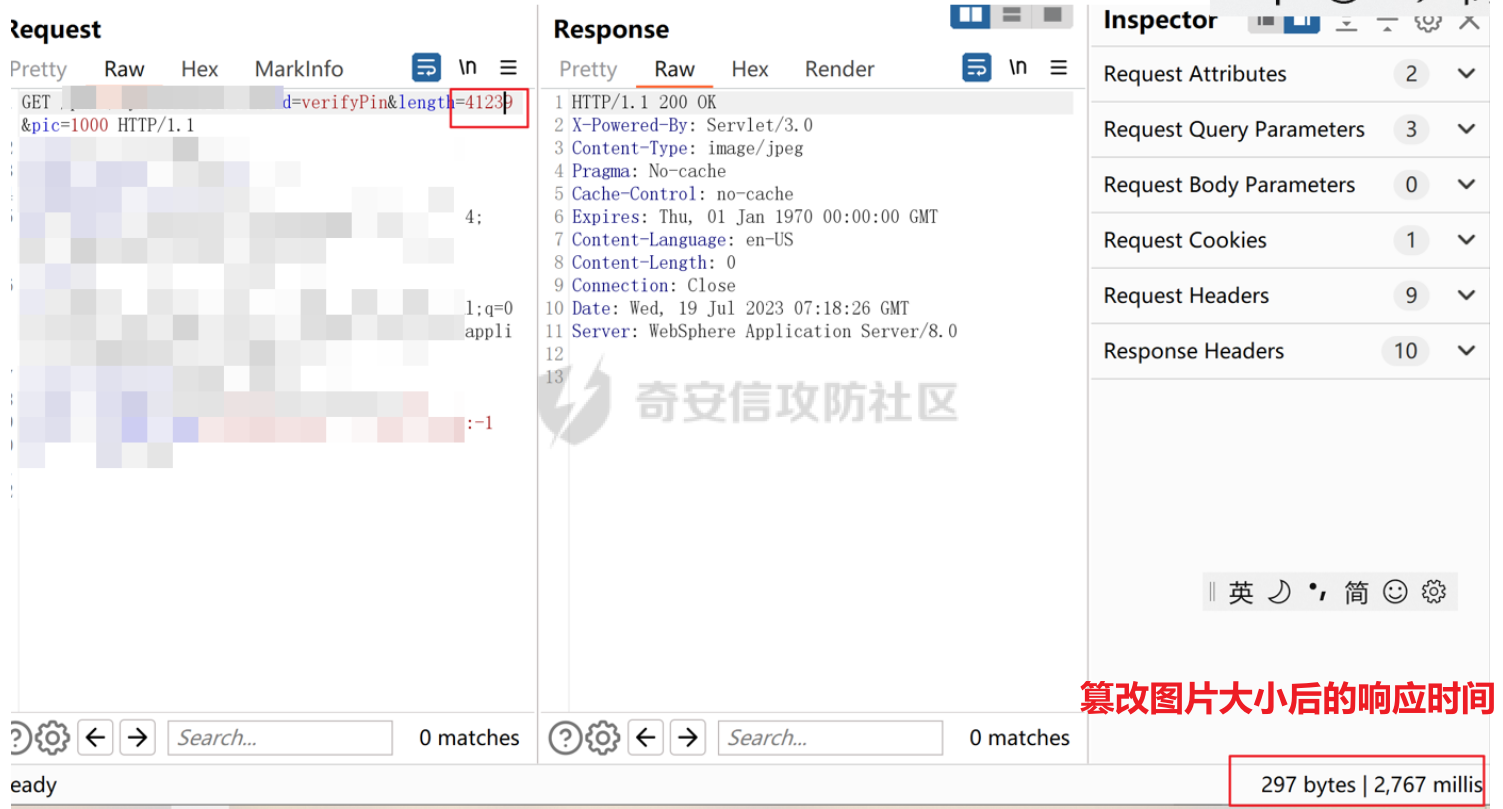 Request
Pretty Raw Hex MarkInfo \n
GET
d=verifyPin&length=41239
&pic=1000 HTTP/1.1
4;
l;q=0
appli
:-1
Search...
0 matches
eady
Response
Pretty Raw Hex Render \n
1 HTTP/1.1 200 OK
2 X-Powered-By: Servlet/3.0
3 Content-Type: image/jpeg
4 Pragma: No-cache
5 Cache-Control: no-cache
6 Expires: Thu, 01 Jan 1970 00:00:00 GMT
7 Content-Language: en-US
8 Content-Length: 0
9 Connection: Close
10 Date: Wed, 19 Jul 2023 07:18:26 GMT
11 Server: WebSphere Application Server/8.0
12
13
奇安信攻防社区
Search...
0 matches
Inspector
Request Attributes 2
Request Query Parameters 3
Request Body Parameters 0
Request Cookies 1
Request Headers 9
Response Headers 10
英 简
篡改图片大小后的响应时间
297 bytes | 2,767 millis